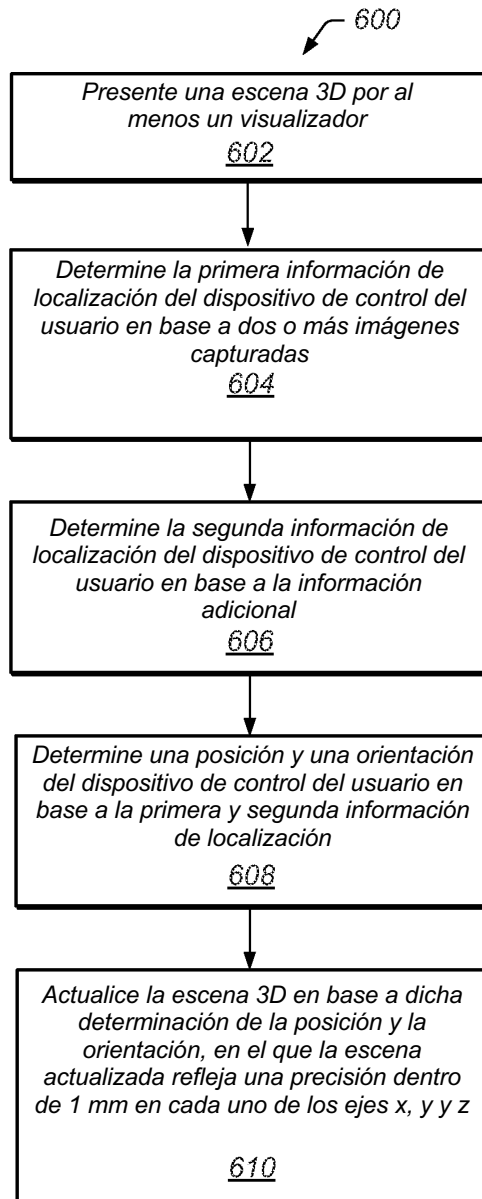 600
Presente una escena 3D por al
menos un visualizador
602
Determine la primera información de
localización del dispositivo de control del
usuario en base a dos o más imágenes
capturadas
604
Determine la segunda información de
localización del dispositivo de control del
usuario en base a la información
adicional
606
Determine una posición y una orientación
del dispositivo de control del usuario en
base a la primera y segunda información
de localización
608
Actualice la escena 3D en base a dicha
determinación de la posición y la
orientación, en el que la escena
actualizada refleja una precisión dentro
de 1 mm en cada uno de los ejes x, y y z
610